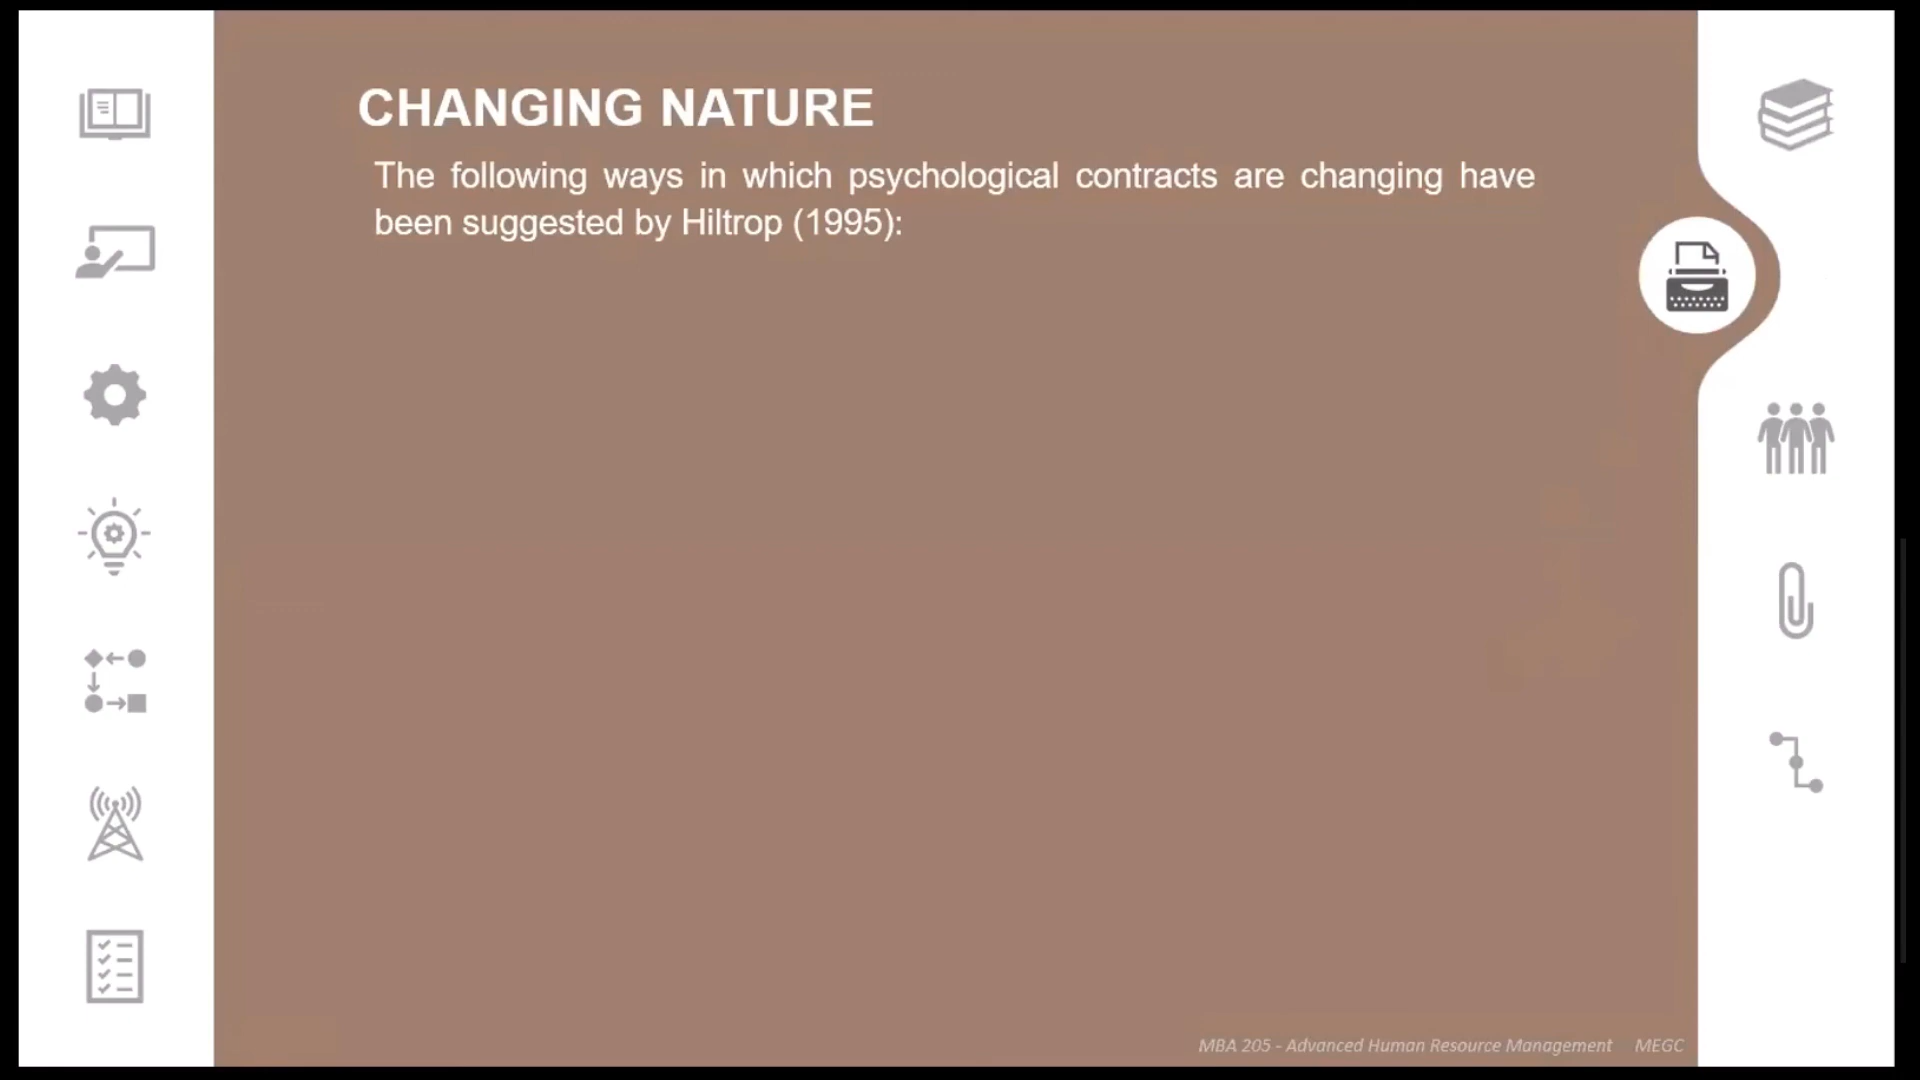 CHANGING NATURE
The following ways in which psychological contracts are changing have
been suggested by Hiltrop (1995):
MBA 205 - Advanced Human Resource Management MEGC